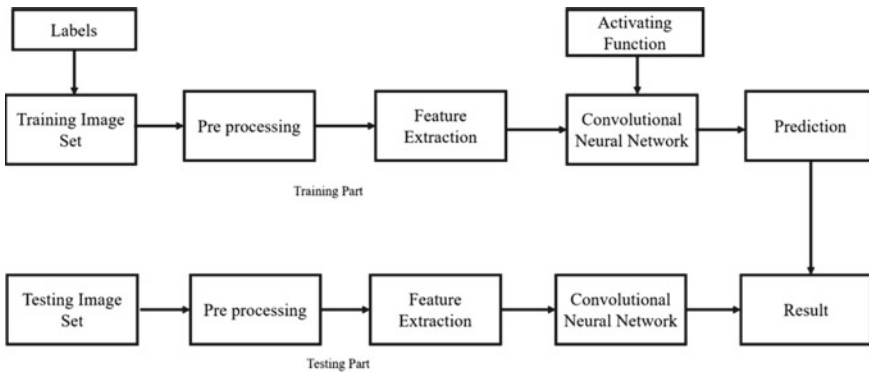 Labels
Activating
Function
Training Image
Set
Pre processing
Feature
Extraction
Convolutional
Neural Network
Prediction
Training Part
Testing Image
Set
Pre processing
Feature
Extraction
Convolutional
Neural Network
Result
Testing Part